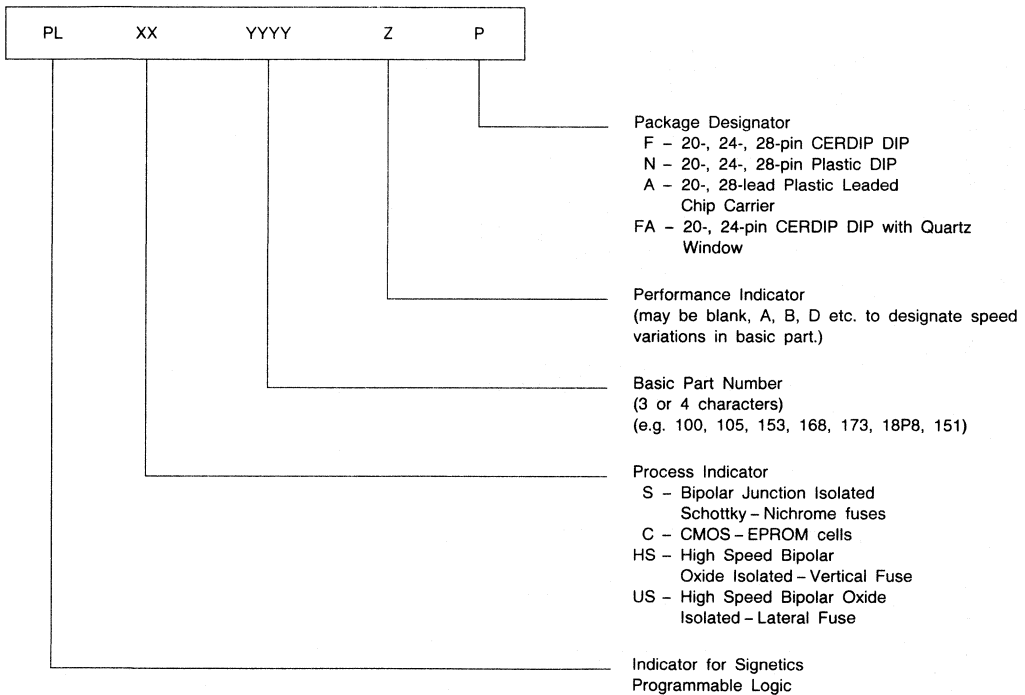 PL XX YYYY Z P
Package Designator
F – 20-, 24-, 28-pin CERDIP DIP
N – 20-, 24-, 28-pin Plastic DIP
A – 20-, 28-lead Plastic Leaded
Chip Carrier
FA – 20-, 24-pin CERDIP DIP with Quartz
Window
Performance Indicator
(may be blank, A, B, D etc. to designate speed
variations in basic part.)
Basic Part Number
(3 or 4 characters)
(e.g. 100, 105, 153, 168, 173, 18P8, 151)
Process Indicator
S – Bipolar Junction Isolated
Schottky – Nichrome fuses
C – CMOS – EPROM cells
HS – High Speed Bipolar
Oxide Isolated – Vertical Fuse
US – High Speed Bipolar Oxide
Isolated – Lateral Fuse
Indicator for Signetics
Programmable Logic